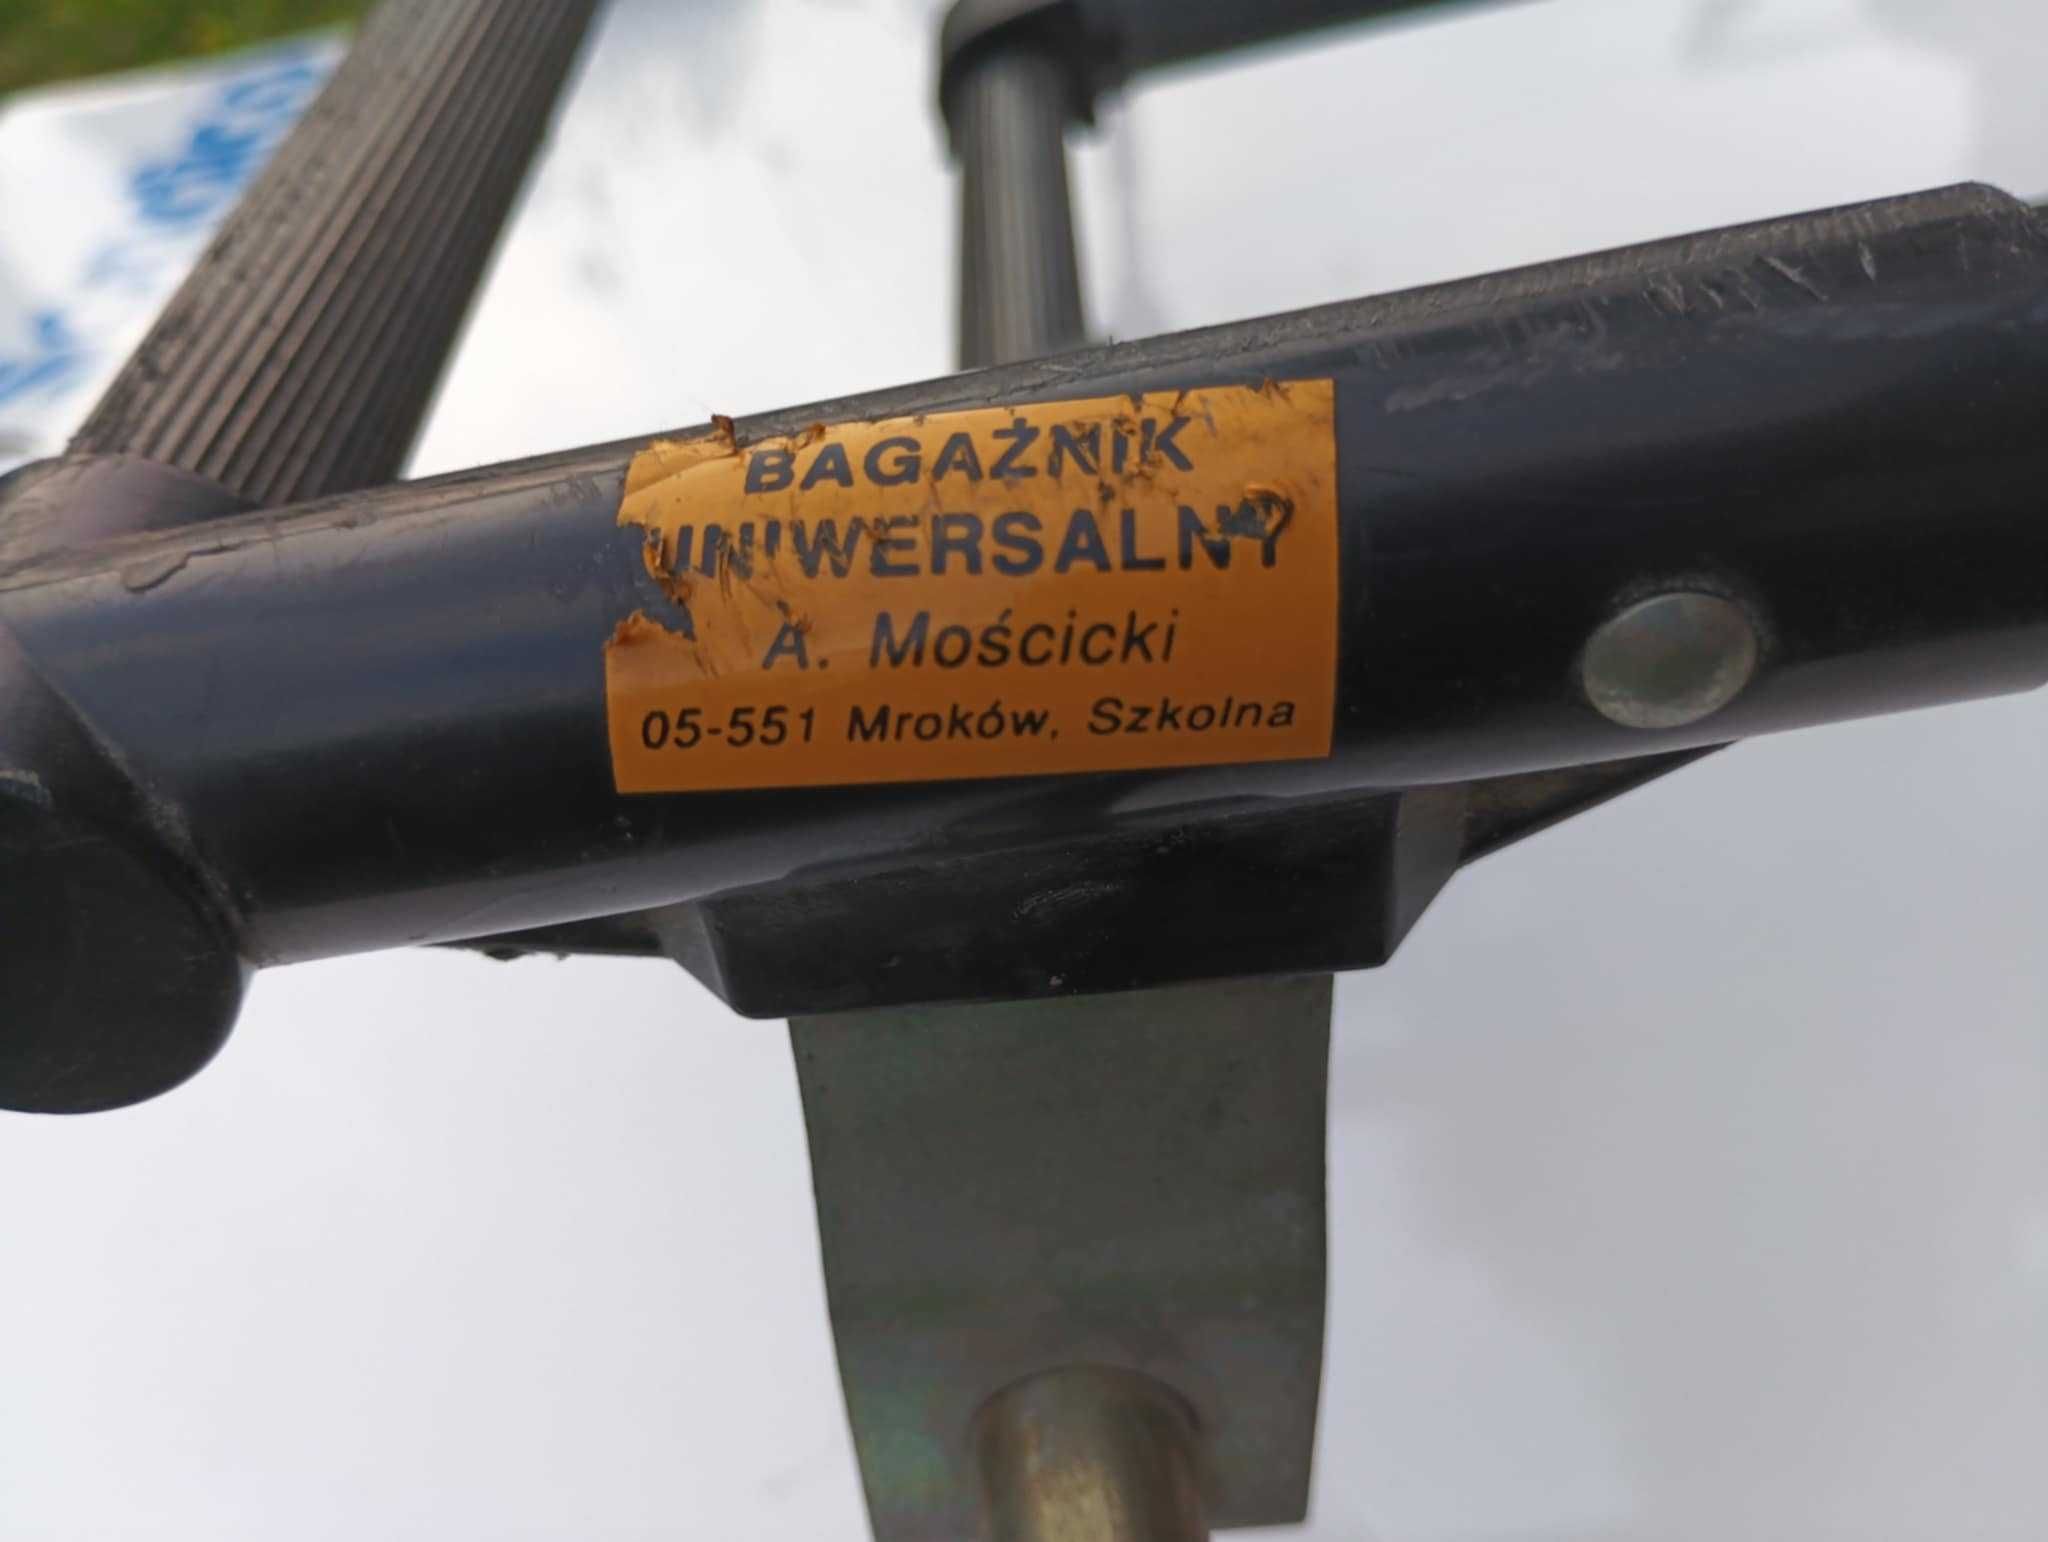 BAGAŻNIK
UNIWERSALNY
A. Mościcki
05-551 Mroków, Szkolna